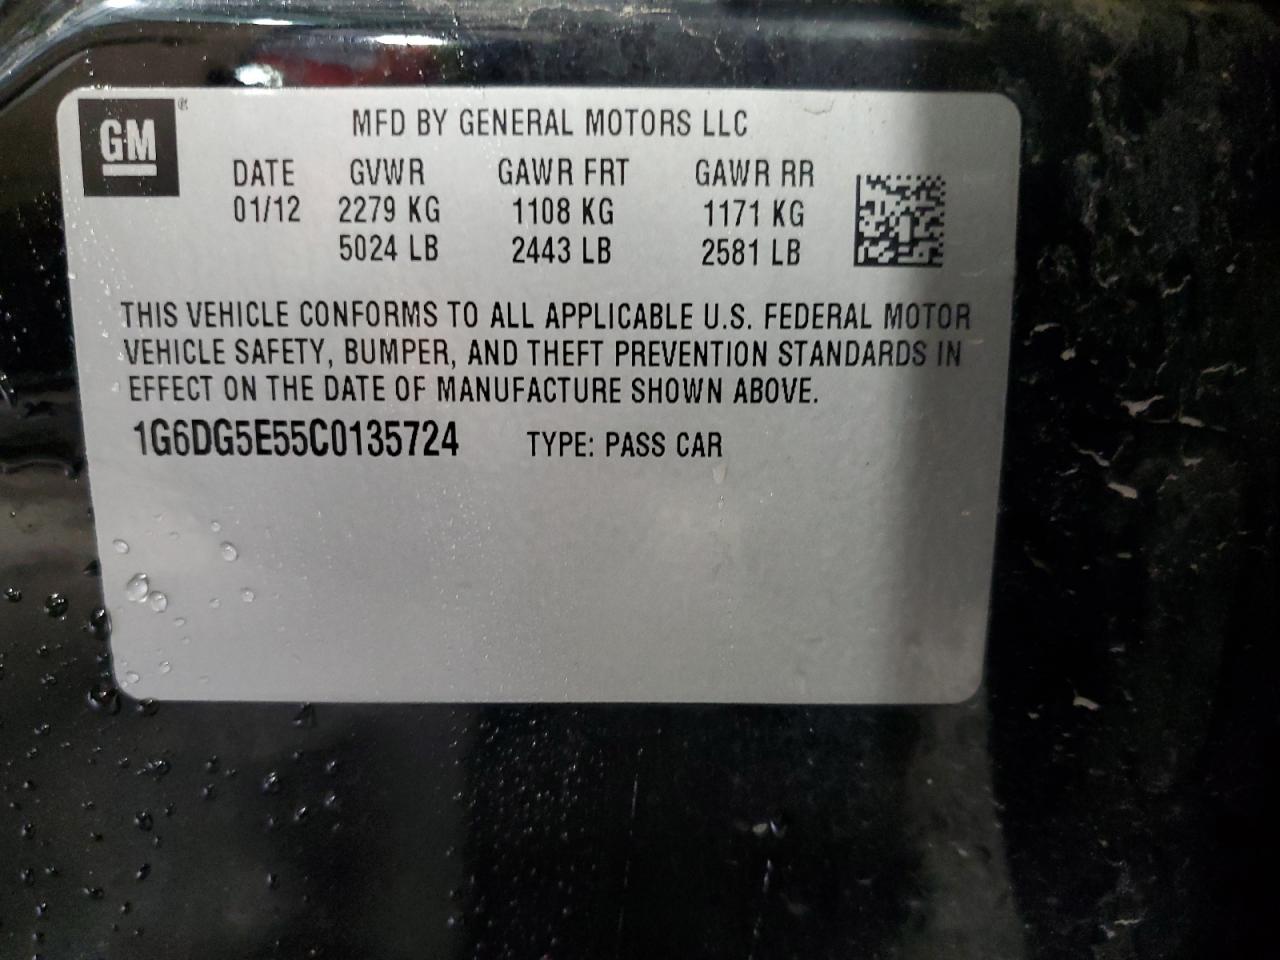 GM®
MFD BY GENERAL MOTORS LLC
DATE GVWR GAWR FRT GAWR RR
01/12 2279 KG 1108 KG 1171 KG
5024 LB 2443 LB 2581 LB
THIS VEHICLE CONFORMS TO ALL APPLICABLE U.S. FEDERAL MOTOR
VEHICLE SAFETY, BUMPER, AND THEFT PREVENTION STANDARDS IN
EFFECT ON THE DATE OF MANUFACTURE SHOWN ABOVE.
1G6DG5E55C0135724 TYPE: PASS CAR